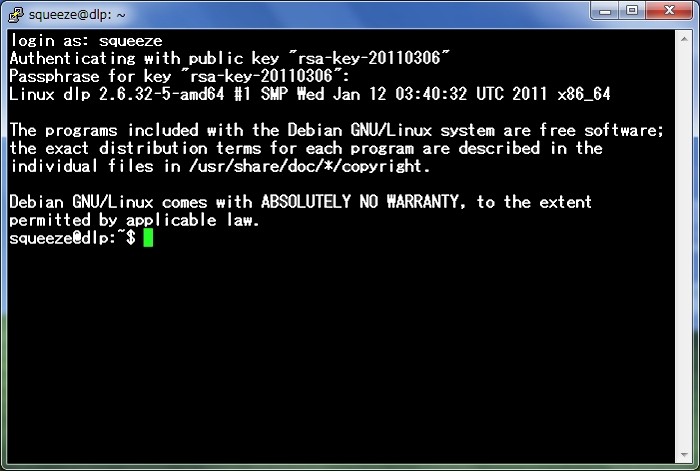 squeeze@dlp: ~
login as: squeeze
Authenticating with public key "rsa-key-20110306"
Passphrase for key "rsa-key-20110306":
Linux dlp 2.6.32-5-amd64 #1 SMP Wed Jan 12 03:40:32 UTC 2011 x86_64
The programs included with the Debian GNU/Linux system are free software;
the exact distribution terms for each program are described in the
individual files in /usr/share/doc/*/copyright.
Debian GNU/Linux comes with ABSOLUTELY NO WARRANTY, to the extent
permitted by applicable law.
squeeze@dlp:~$